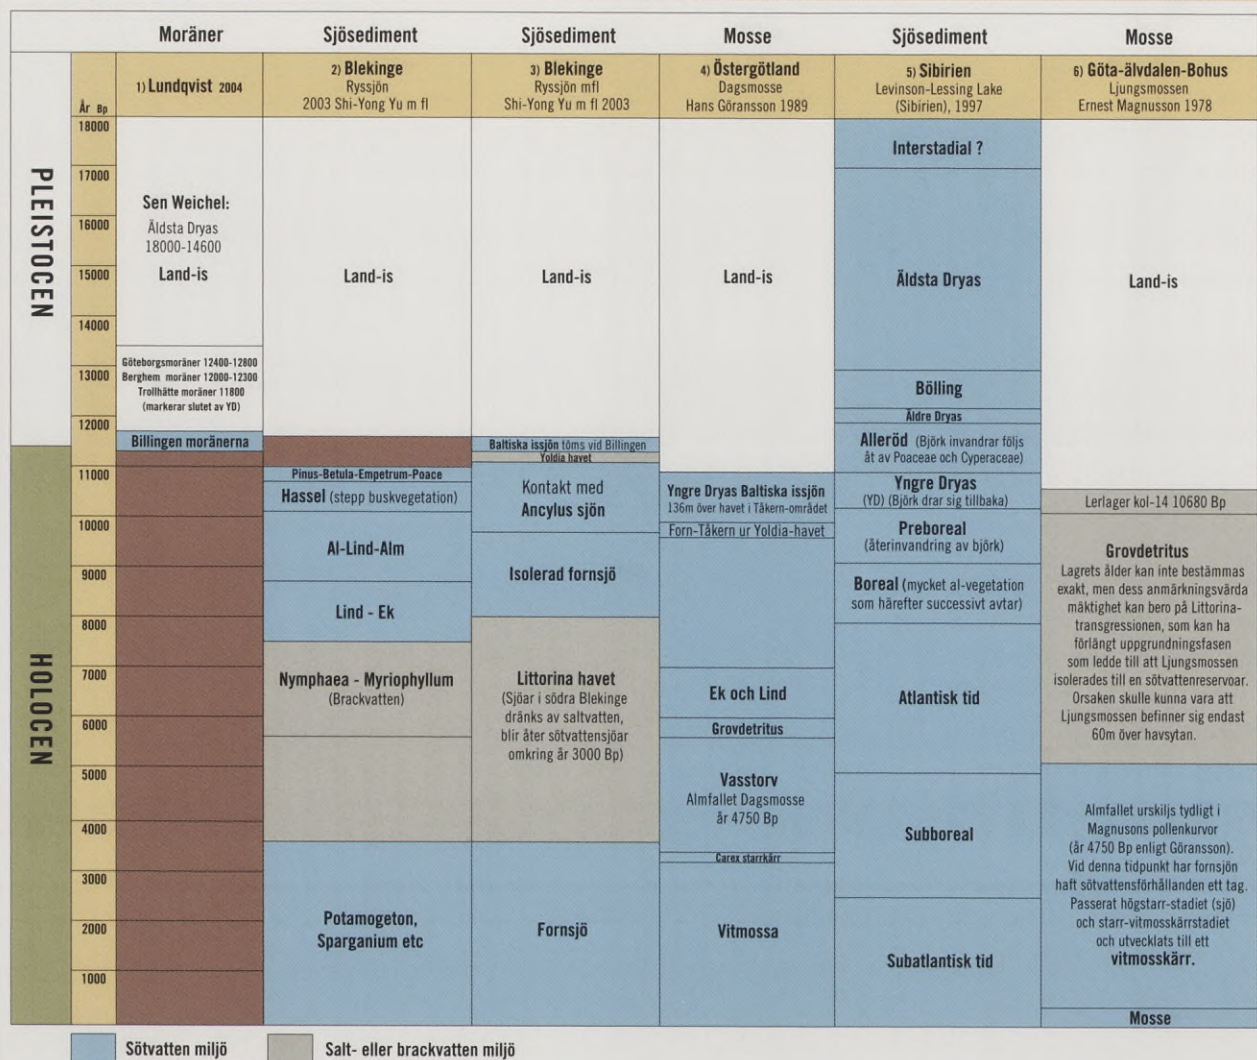 Moräner
Sjösediment
Sjösediment
Mosse
Sjösediment
Mosse
År Bp
1) Lundqvist 2004
2) Blekinge
Ryssjön
2003 Shi-Yong Yu m fl
3) Blekinge
Ryssjön mfl
Shi-Yong Yu m fl 2003
4) Östergötland
Dagsmosse
Hans Göransson 1989
5) Sibirien
Levinson-Lessing Lake
(Sibirien), 1997
6) Göta-älvdalen-Bohus
Ljungsmossen
Ernest Magnusson 1978
PLEISTOCEN
HOLOCEN
18000
17000
16000
15000
14000
13000
12000
11000
10000
9000
8000
7000
6000
5000
4000
3000
2000
1000
Sen Weichel:
Äldsta Dryas
18000-14600
Land-is
Göteborgsmoräner 12400-12800
Berghem moräner 12000-12300
Trollhätte moräner 11800
(markerar slutet av YD)
Billingen moränerna
Land-is
Pinus-Betula-Empetrum-Poace
Hassel (stepp buskvegetation)
Al-Lind-Alm
Lind - Ek
Nymphaea - Myriophyllum
(Brackvatten)
Potamogeton,
Sparganium etc
Land-is
Baltiska issjön töms vid Billingen
Yoldia havet
Kontakt med
Ancylus sjön
Isolerad fornsjö
Littorina havet
(Sjöar i södra Blekinge
dränks av saltvatten,
blir åter sötvattensjöar
omkring år 3000 Bp)
Fornsjö
Land-is
Yngre Dryas Baltiska issjön
136m över havet i Tåkern-området
Forn-Tåkern ur Yoldia-havet
Ek och Lind
Grovdetritus
Vasstorv
Almfallet Dagsmosse
år 4750 Bp
Carex starrkärr
Vitmossa
Interstadial ?
Äldsta Dryas
Bölling
Äldre Dryas
Alleröd (Björk invandrar följs
åt av Poaceae och Cyperaceae)
Yngre Dryas
(YD) (Björk drar sig tillbaka)
Preboreal
(återinvandring av björk)
Boreal (mycket al-vegetation
som härefter successivt avtar)
Atlantisk tid
Subboreal
Subatlantisk tid
Land-is
Lerlager kol-14 10680 Bp
Grovdetritus
Lagrets ålder kan inte bestämmas
exakt, men dess anmärkningsvärda
mäktighet kan bero på Littorina-
transgressionen, som kan ha
förlängt uppgrundningsfasen
som ledde till att Ljungsmossen
isolerades till en sötvattenreservoar.
Orsaken skulle kunna vara att
Ljungsmossen befinner sig endast
60m över havsytan.
Almfallet urskiljs tydligt i
Magnusons pollenkurvor
(år 4750 Bp enligt Göransson).
Vid denna tidpunkt har fornsjön
haft sötvattensförhållanden ett tag.
Passerat högstarr-stadiet (sjö)
och starr-vitmosskärrstadiet
och utvecklats till ett
vitmosskärr.
Mosse
Sötvatten miljö
Salt- eller brackvatten miljö